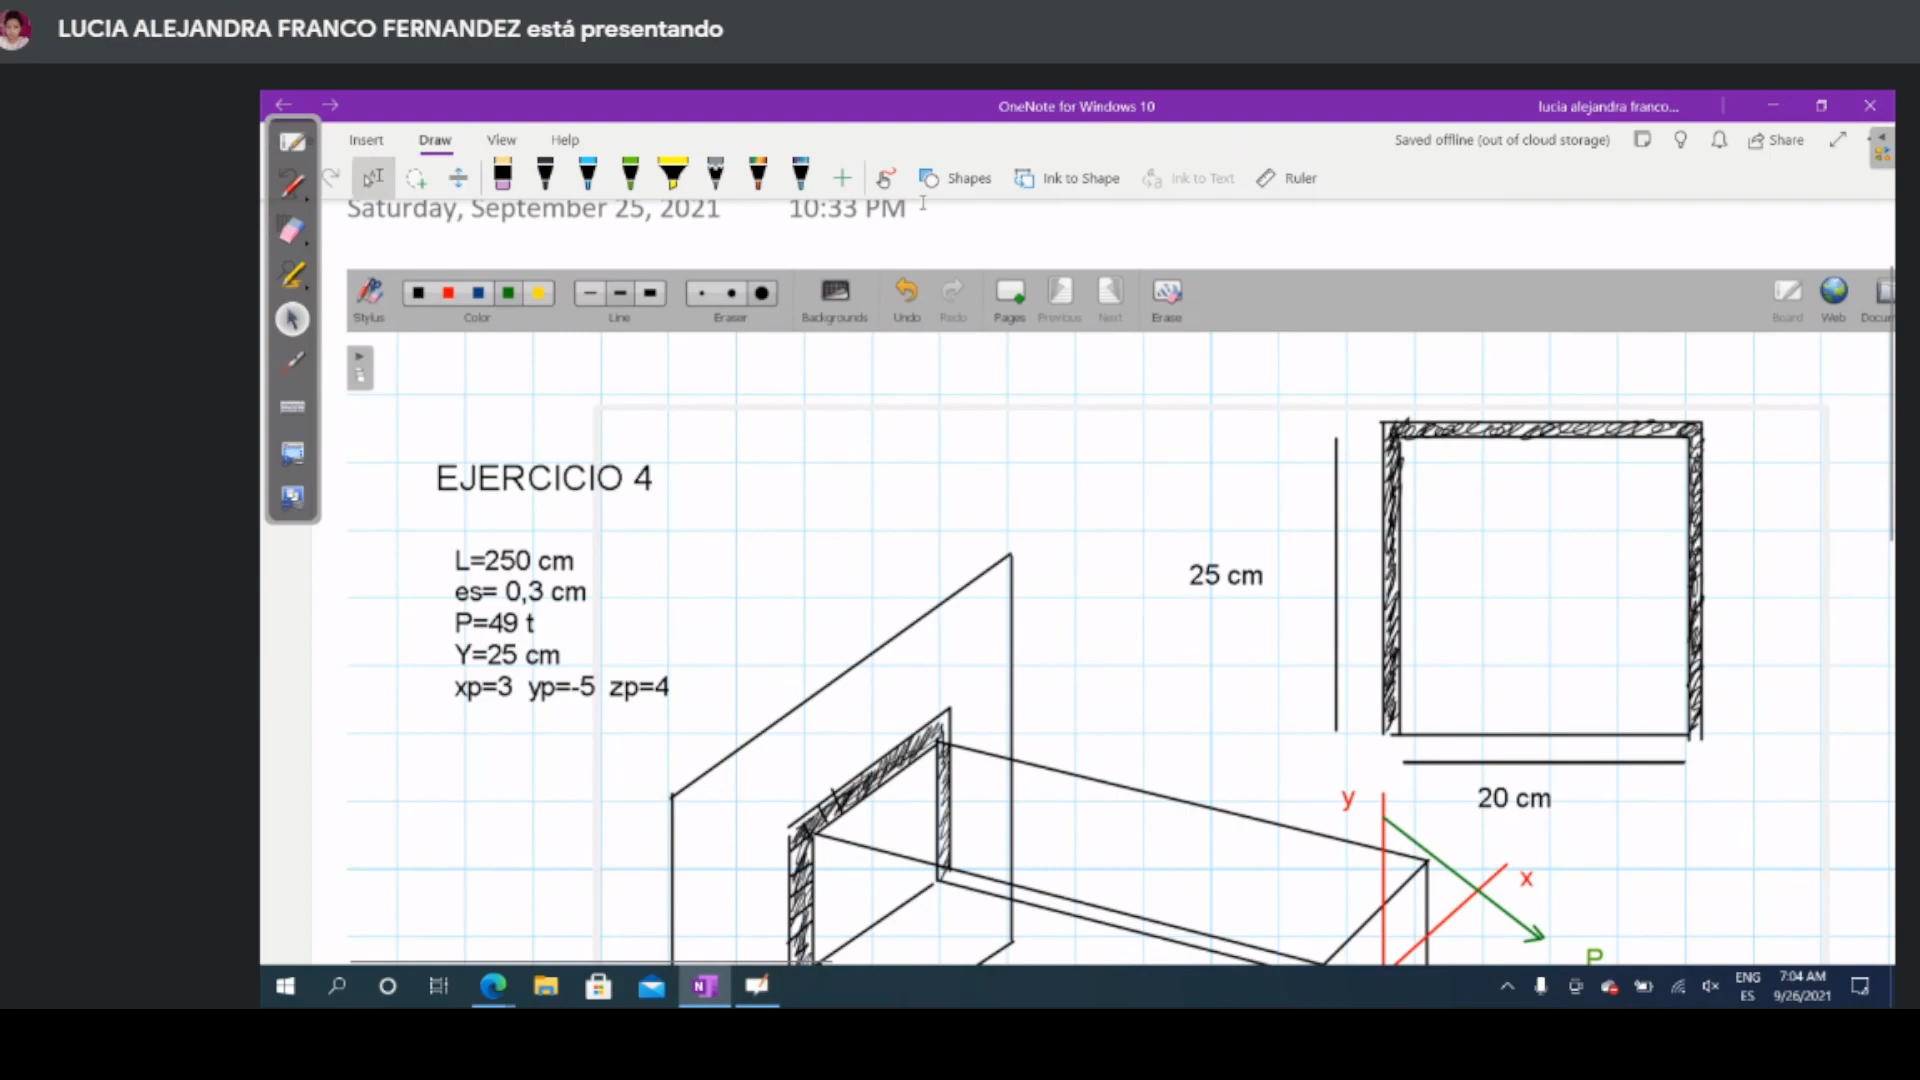 LUCIA ALEJANDRA FRANCO FERNANDEZ está presentando
OneNote for Windows 10
lucia alejandra franco...
Insert
Draw
View
Help
Saved offline (out of cloud storage)
Share
Shapes
Ink to Shape
Ink to Text
Ruler
Saturday, September 25, 2021
10:33 PM
Stylus
Color
Line
Eraser
Backgrounds
Undo
Redo
Pages
Previous
Next
Erase
Board
Web
Docum
EJERCICIO 4
L=250 cm
es= 0,3 cm
P=49 t
Y=25 cm
xp=3 yp=-5 zp=4
25 cm
20 cm
y
x
P
ENG
ES
7:04 AM
9/26/2021